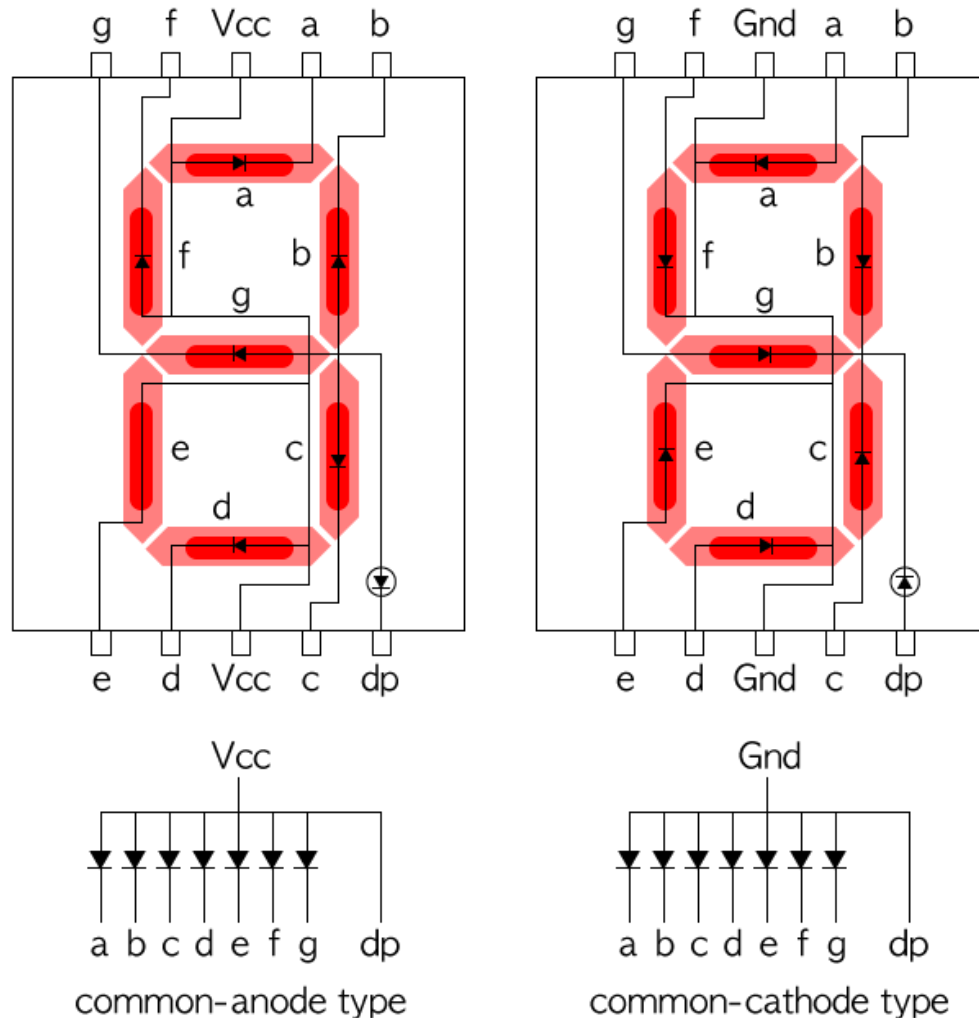 g f Vcc a b
g f Gnd a b
a
a
f b
f b
g
g
e c
e c
d
d
e d Vcc c dp
e d Gnd c dp
Vcc
Gnd
a b c d e f g dp
a b c d e f g dp
common-anode type
common-cathode type